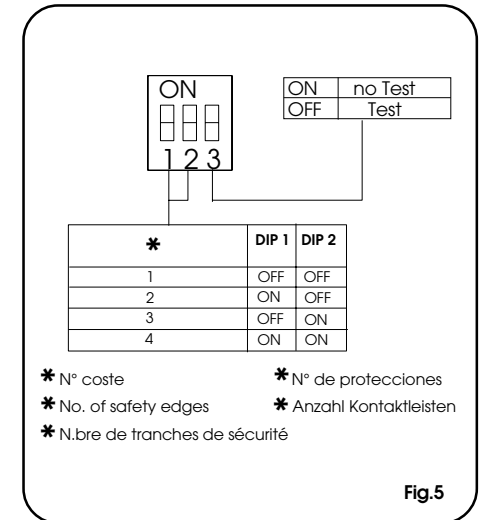 ON
1 2 3
ON no Test
OFF Test
✱ DIP 1 DIP 2
1 OFF OFF
2 ON OFF
3 OFF ON
4 ON ON
✱ N° coste
✱ N° de protecciones
✱ No. of safety edges
✱ Anzahl Kontaktleisten
✱ N.bre de tranches de sécurité
Fig.5